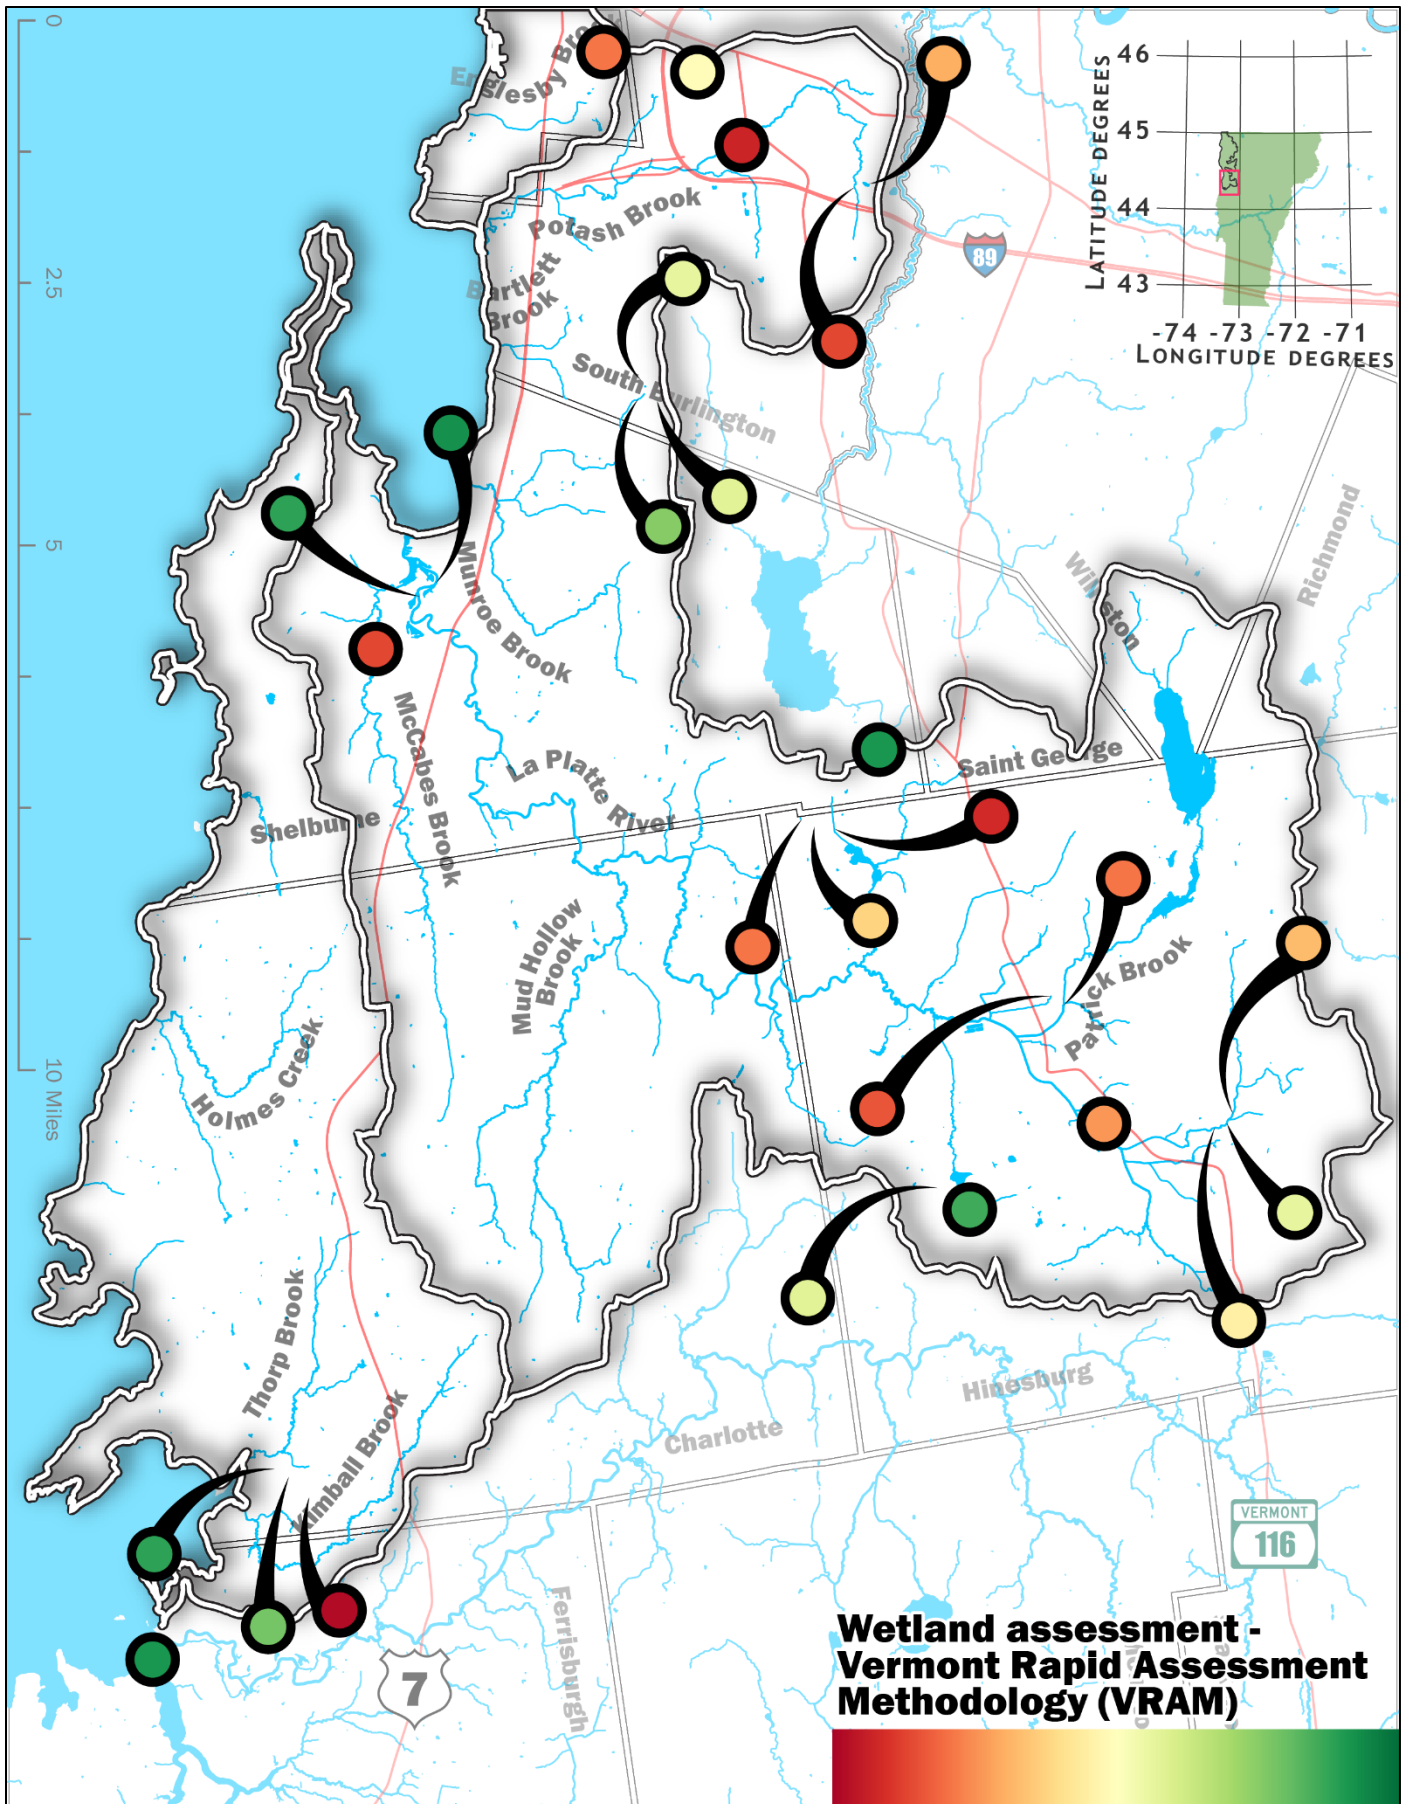 0
2.5
5
10 Miles
Englesby Brook
Potash Brook
Bartlett
Brook
South Burlington
89
46
45
44
43
LATITUDE DEGREES
-74 -73 -72 -71
LONGITUDE DEGREES
Munroe Brook
Williston
Richmond
McCabes Brook
La Platte
River
Saint George
Shelburne
Mud Hollow
Brook
Patrick Brook
Holmes Creek
Thorp Brook
Kimball Brook
Hinesburg
Charlotte
VERMONT
116
Ferrisburgh
7
Wetland assessment -
Vermont Rapid Assessment
Methodology (VRAM)